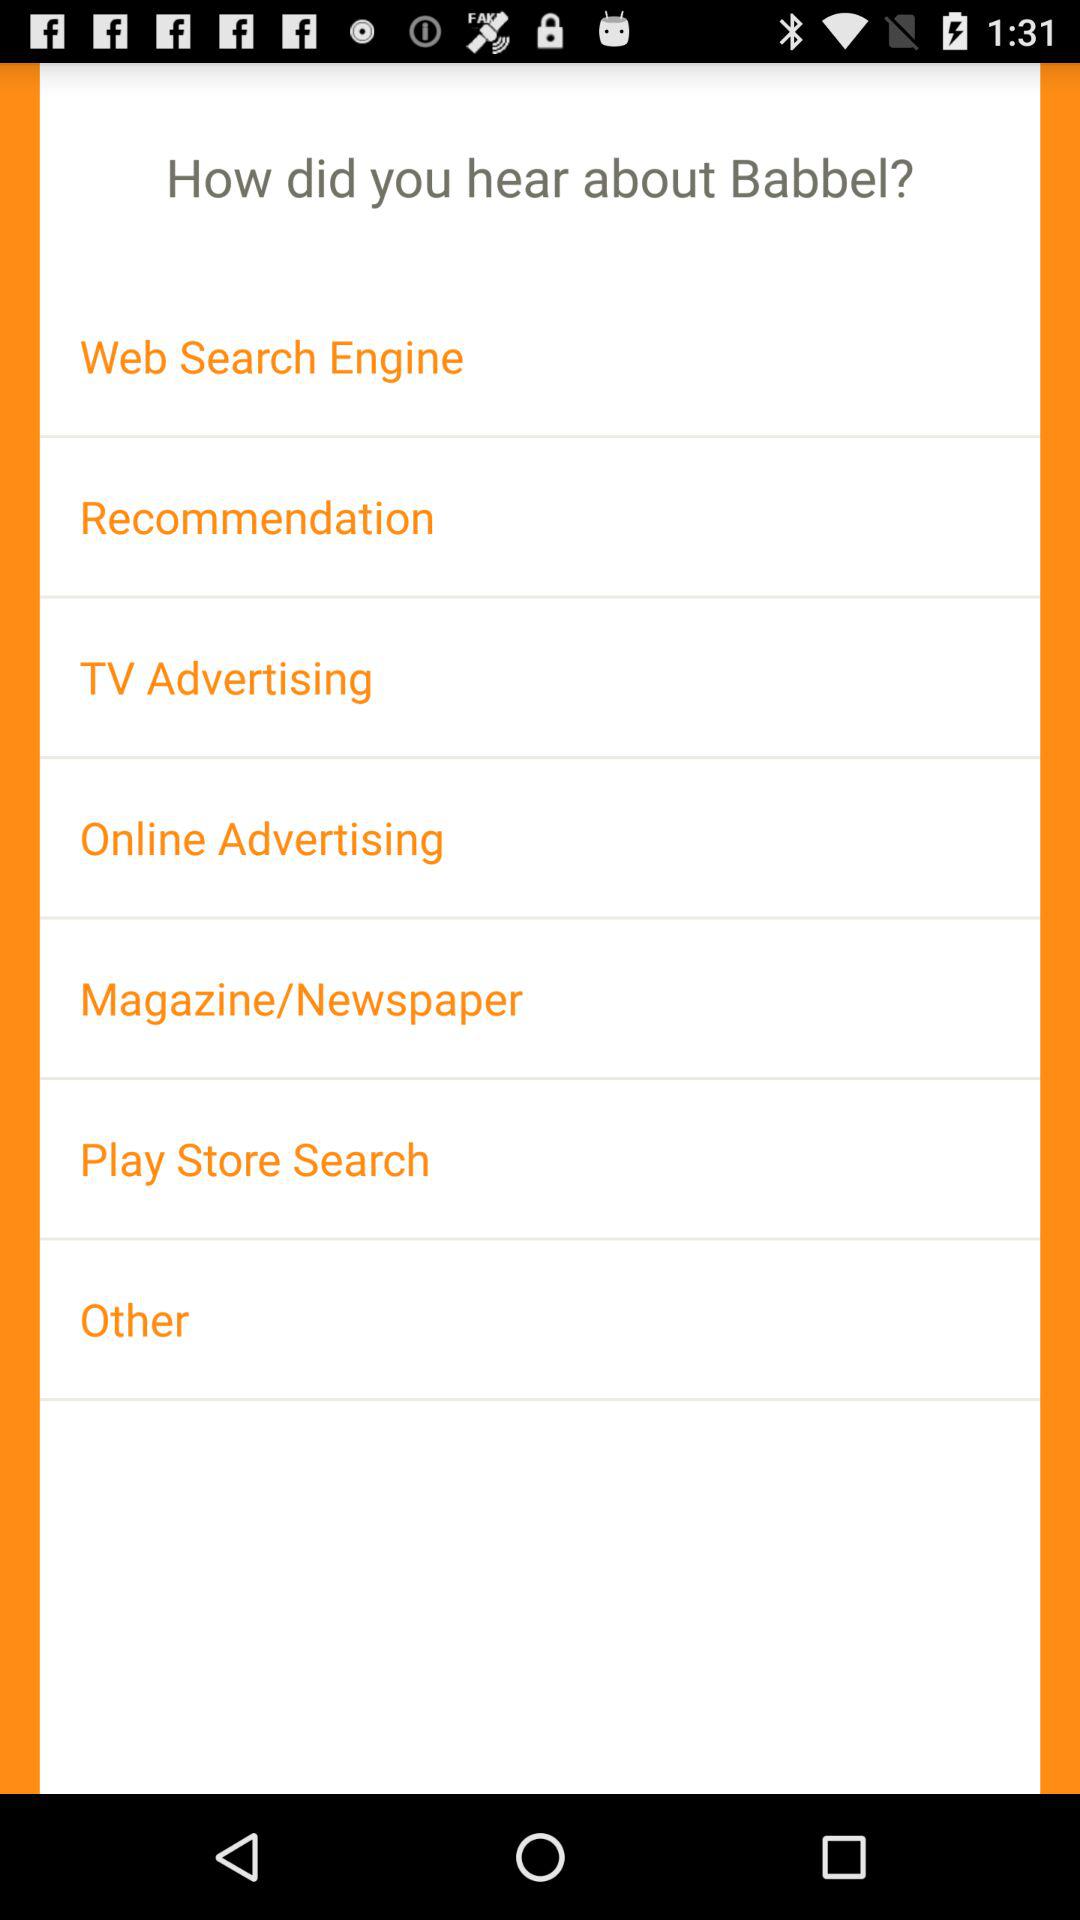 FAKE
1:31
How did you hear about Babbel?
Web Search Engine
Recommendation
TV Advertising
Online Advertising
Magazine/Newspaper
Play Store Search
Other